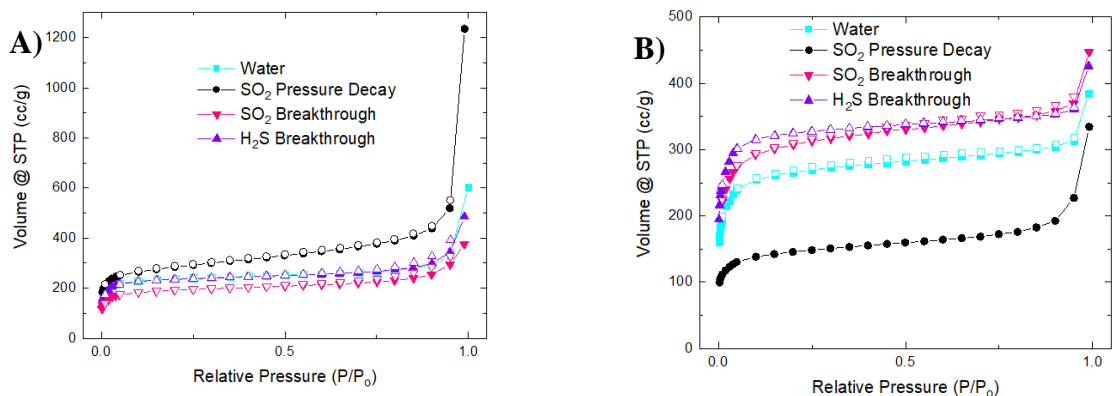 A)
Water
SO₂ Pressure Decay
SO₂ Breakthrough
H₂S Breakthrough
Volume @ STP (cc/g)
1200
1000
800
600
400
200
0
0.0
0.5
1.0
Relative Pressure (P/Pₒ)
B)
Water
SO₂ Pressure Decay
SO₂ Breakthrough
H₂S Breakthrough
Volume @ STP (cc/g)
500
400
300
200
100
0
0.0
0.5
1.0
Relative Pressure (P/Pₒ)